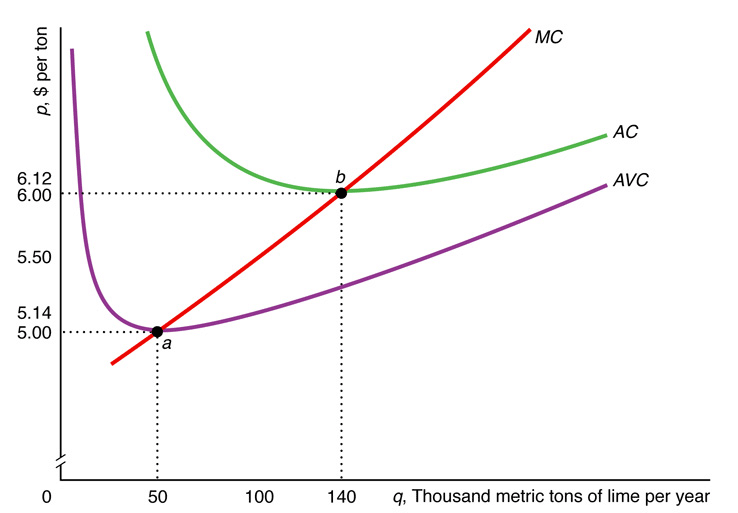 p, $ per ton
MC
AC
AVC
b
6.12
6.00
5.50
5.14
5.00
a
0
50
100
140
q, Thousand metric tons of lime per year